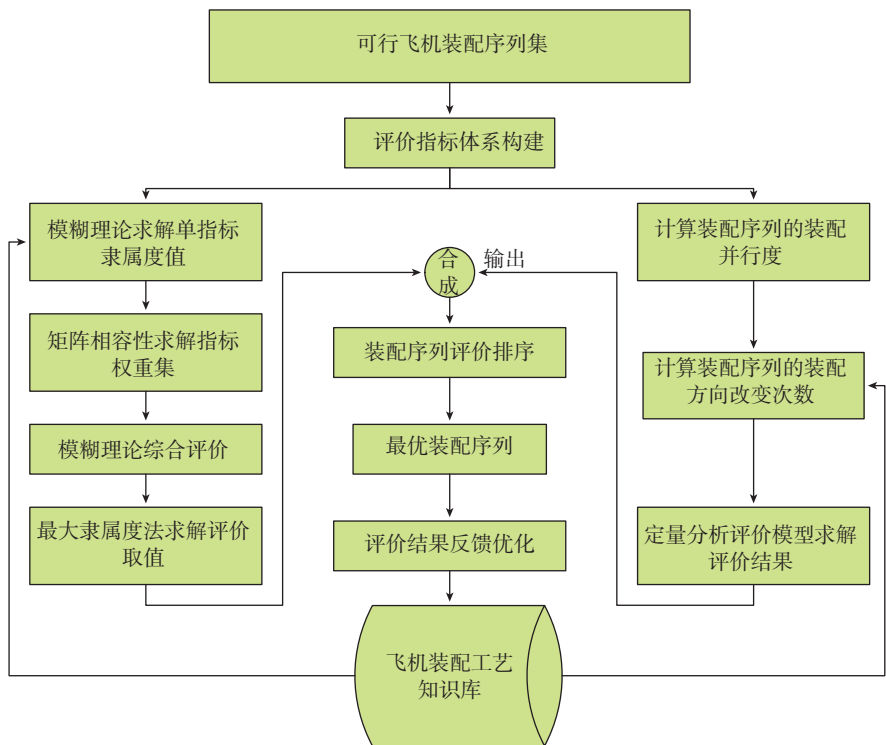 可行飞机装配序列集
评价指标体系构建
模糊理论求解单指标
隶属度值
计算装配序列的装配
并行度
合
成
输出
矩阵相容性求解指标
权重集
装配序列评价排序
计算装配序列的装配
方向改变次数
模糊理论综合评价
最优装配序列
最大隶属度法求解评价
取值
评价结果反馈优化
定量分析评价模型求解
评价结果
飞机装配工艺
知识库